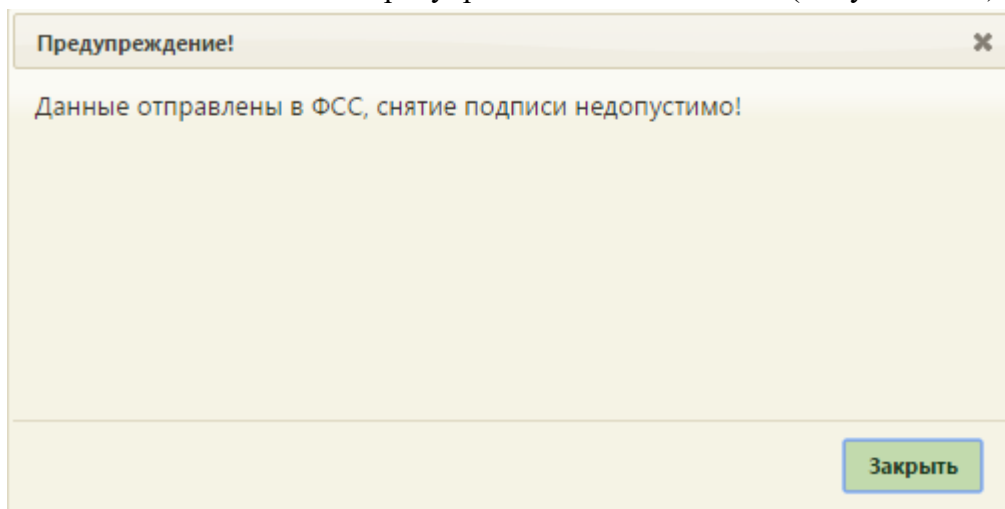 Предупреждение!
Данные отправлены в ФСС, снятие подписи недопустимо!
Закрыть